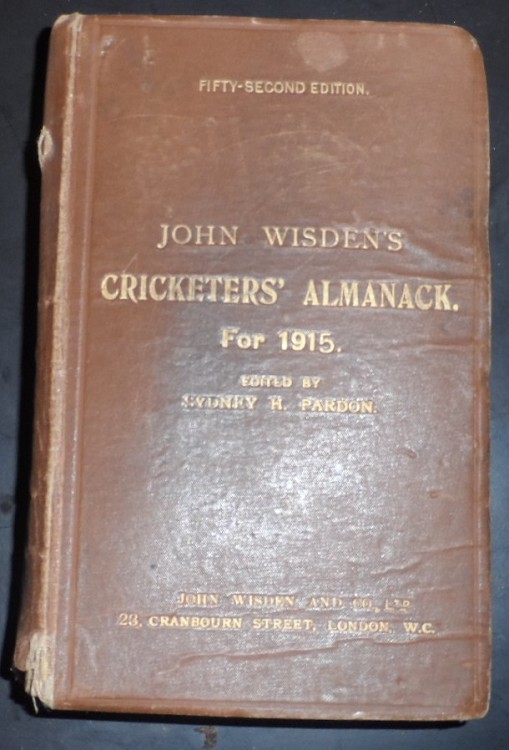 FIFTY-SECOND EDITION.
JOHN WISDEN'S
CRICKETERS' ALMANACK.
For 1915.
EDITED BY
SYDNEY H. PARDON.
JOHN WISDEN AND CO., LTD.
23, CRANBOURN STREET, LONDON, W.C.